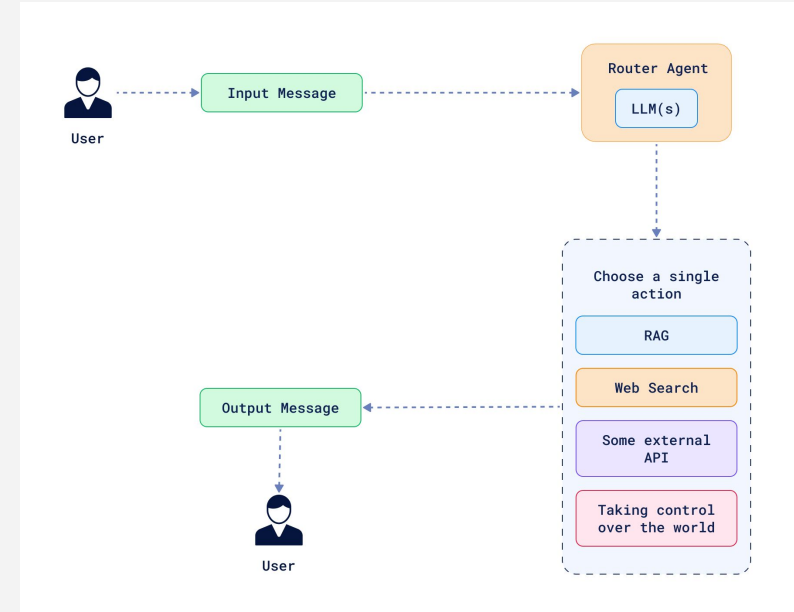 Input Message
Router Agent
LLM(s)
User
Choose a single
action
RAG
Web Search
Output Message
Some external
API
Taking control
over the world
User